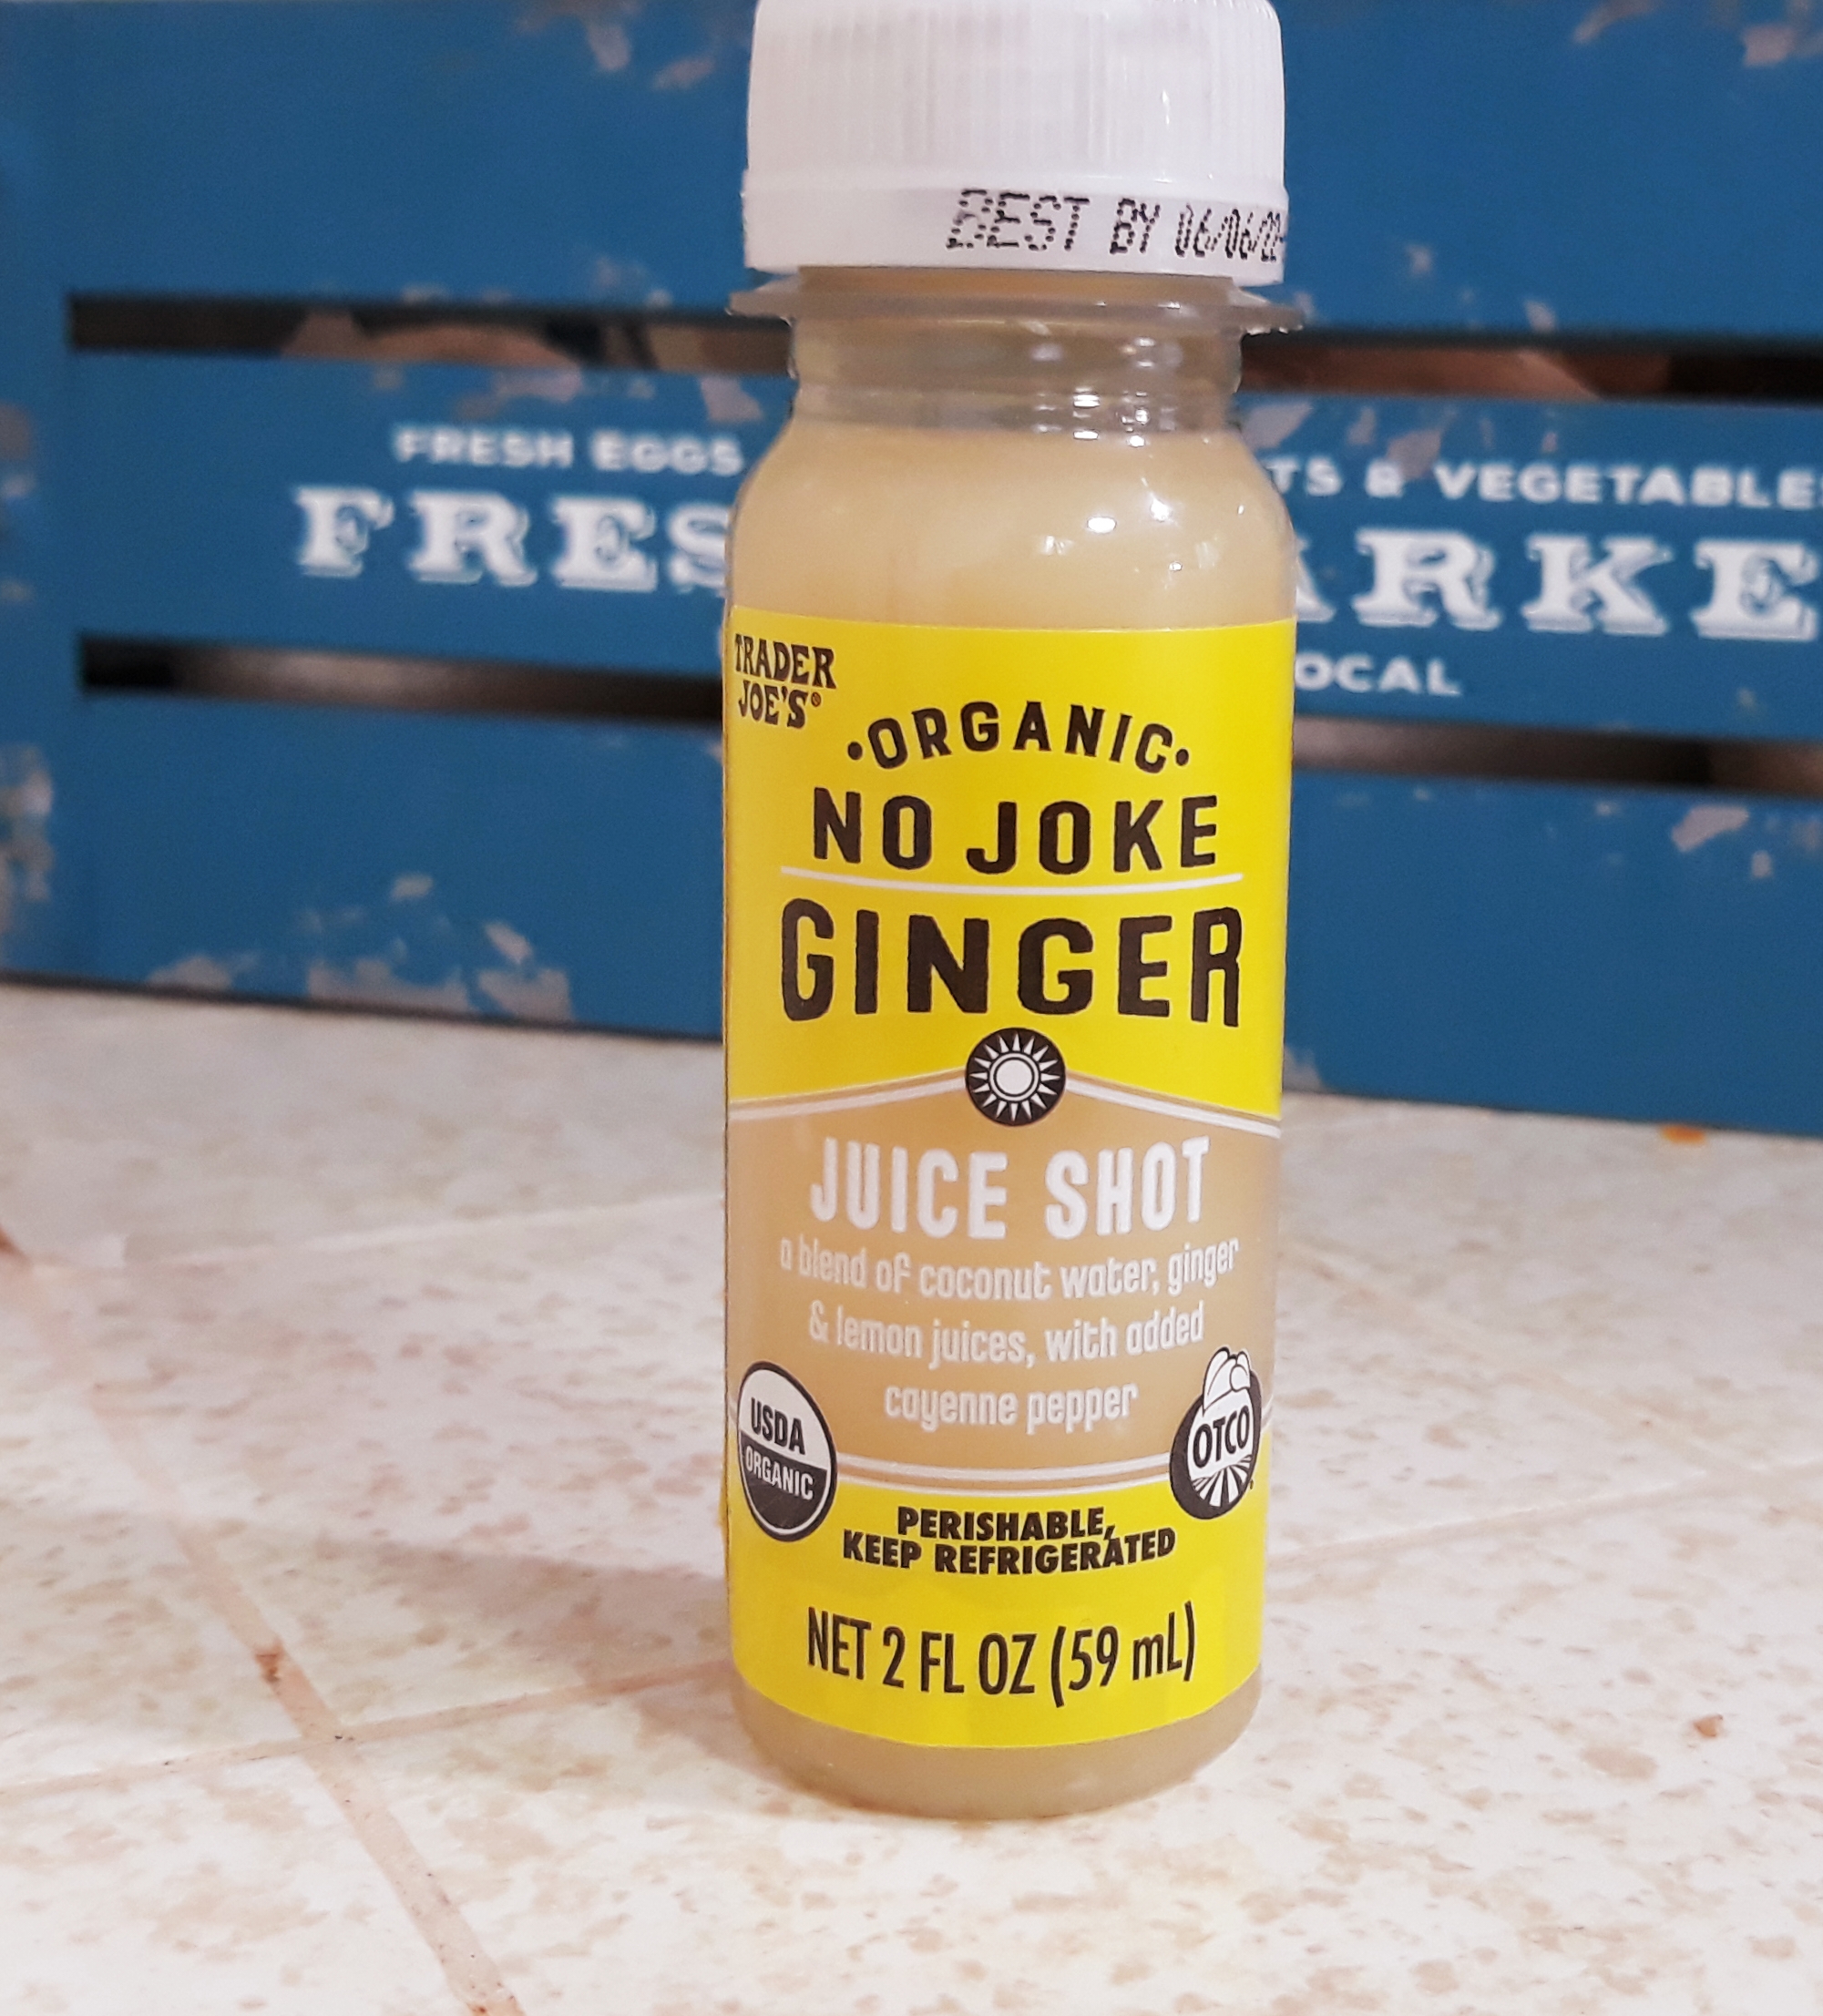 BEST BY 06/06/22
FRESH EGGS
TS & VEGETABLES
FRES
ARKE
OCAL
TRADER
JOE'S®
•ORGANIC•
NO JOKE
GINGER
JUICE SHOT
a blend of coconut water, ginger
& lemon juices, with added
cayenne pepper
USDA
ORGANIC
OTCO
PERISHABLE,
KEEP REFRIGERATED
NET 2 FL OZ (59 mL)